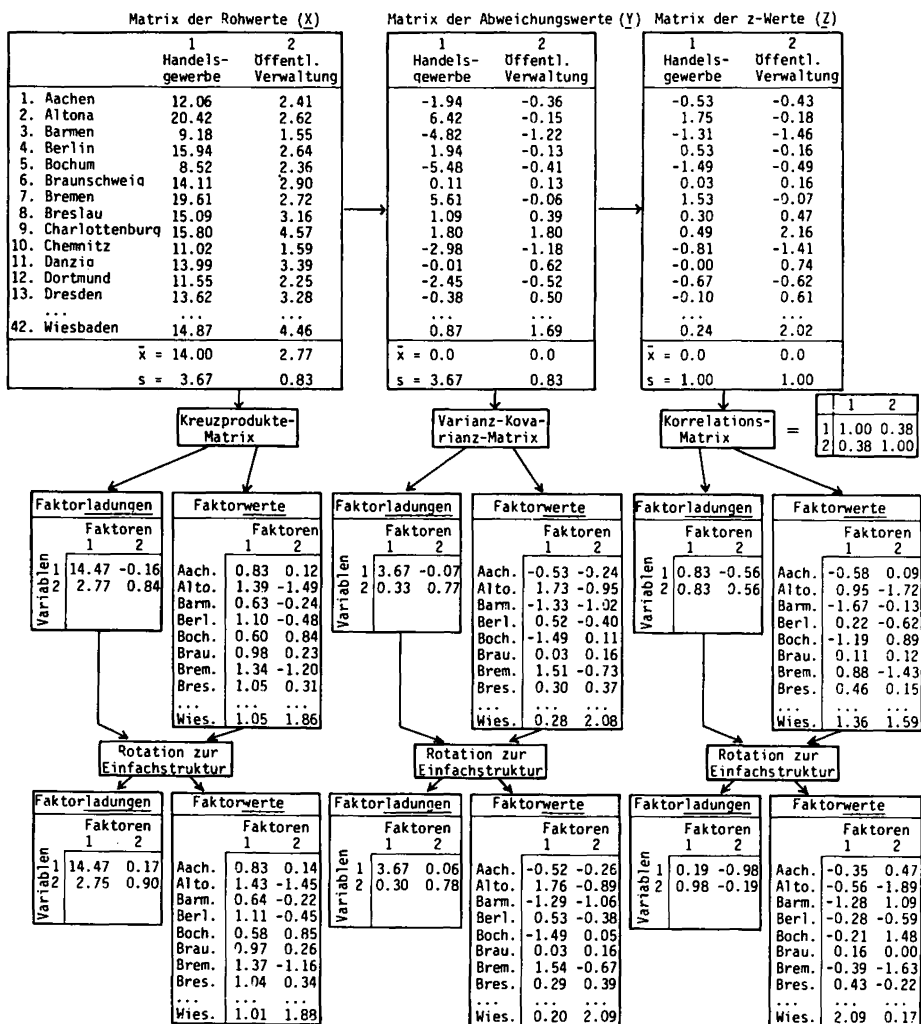 Matrix der Rohwerte (X) Matrix der Abweichungswerte (Y) Matrix der z-Werte (Z)
1 2 1 2 1 2
Handels- Öffentl. Handels- Öffentl. Handels- Öffentl.
gewerbe Verwaltung gewerbe Verwaltung gewerbe Verwaltung
1. Aachen 12.06 2.41 -1.94 -0.36 -0.53 -0.43
2. Altona 20.42 2.62 6.42 -0.15 1.75 -0.18
3. Barmen 9.18 1.55 -4.82 -1.22 -1.31 -1.46
4. Berlin 15.94 2.64 1.94 -0.13 0.53 -0.16
5. Bochum 8.52 2.36 -5.48 -0.41 -1.49 -0.49
6. Braunschweig 14.11 2.90 0.11 0.13 0.03 0.16
7. Bremen 19.61 2.72 5.61 -0.06 1.53 -0.07
8. Breslau 15.09 3.16 1.09 0.39 0.30 0.47
9. Charlottenburg 15.80 4.57 1.80 1.80 0.49 2.16
10. Chemnitz 11.02 1.59 -2.98 -1.18 -0.81 -1.41
11. Danzig 13.99 3.39 -0.01 0.62 -0.00 0.74
12. Dortmund 11.55 2.25 -2.45 -0.52 -0.67 -0.62
13. Dresden 13.62 3.28 -0.38 0.50 -0.10 0.61
... ... ... ... ... ... ...
42. Wiesbaden 14.87 4.46 0.87 1.69 0.24 2.02
x̄ = 14.00 2.77 x̄ = 0.0 0.0 x̄ = 0.0 0.0
s = 3.67 0.83 s = 3.67 0.83 s = 1.00 1.00
Kreuzprodukte- Varianz-Kova- Korrelations- = 1 2
Matrix rianz-Matrix Matrix 1 1.00 0.38
2 0.38 1.00
Faktorladungen Faktorwerte Faktorladungen Faktorwerte Faktorladungen Faktorwerte
Faktoren Faktoren Faktoren Faktoren Faktoren Faktoren
1 2 1 2 1 2 1 2 1 2 1 2
Variablen Variablen Variablen
1 14.47 -0.16 Aach. 0.83 0.12 1 3.67 -0.07 Aach. -0.53 -0.24 1 0.83 -0.56 Aach. -0.58 0.09
2 2.77 0.84 Alto. 1.39 -1.49 2 0.33 0.77 Alto. 1.73 -0.95 2 0.83 0.56 Alto. 0.95 -1.72
Barm. 0.63 -0.24 Barm. -1.33 -1.02 Barm. -1.67 -0.13
Berl. 1.10 -0.48 Berl. 0.52 -0.40 Berl. 0.22 -0.62
Boch. 0.60 0.84 Boch. -1.49 0.11 Boch. -1.19 0.89
Brau. 0.98 0.23 Brau. 0.03 0.16 Brau. 0.11 0.12
Brem. 1.34 -1.20 Brem. 1.51 -0.73 Brem. 0.88 -1.43
Bres. 1.05 0.31 Bres. 0.30 0.37 Bres. 0.46 0.15
... ... ... ... ... ... ... ... ...
Wies. 1.05 1.86 Wies. 0.28 2.08 Wies. 1.36 1.59
Rotation zur Rotation zur Rotation zur
Einfachstruktur Einfachstruktur Einfachstruktur
Faktorladungen Faktorwerte Faktorladungen Faktorwerte Faktorladungen Faktorwerte
Faktoren Faktoren Faktoren Faktoren Faktoren Faktoren
1 2 1 2 1 2 1 2 1 2 1 2
Variablen Variablen Variablen
1 14.47 0.17 Aach. 0.83 0.14 1 3.67 0.06 Aach. -0.52 -0.26 1 0.19 -0.98 Aach. -0.35 0.47
2 2.75 0.90 Alto. 1.43 -1.45 2 0.30 0.78 Alto. 1.76 -0.89 2 0.98 -0.19 Alto. -0.56 -1.89
Barm. 0.64 -0.22 Barm. -1.29 -1.06 Barm. -1.28 1.09
Berl. 1.11 -0.45 Berl. 0.53 -0.38 Berl. -0.28 -0.59
Boch. 0.58 0.85 Boch. -1.49 0.05 Boch. -0.21 1.48
Brau. 0.97 0.26 Brau. 0.03 0.16 Brau. 0.16 0.00
Brem. 1.37 -1.16 Brem. 1.54 -0.67 Brem. -0.39 -1.63
Bres. 1.04 0.34 Bres. 0.29 0.39 Bres. 0.43 -0.22
... ... ... ... ... ... ... ... ...
Wies. 1.01 1.88 Wies. 0.20 2.09 Wies. 2.09 0.17